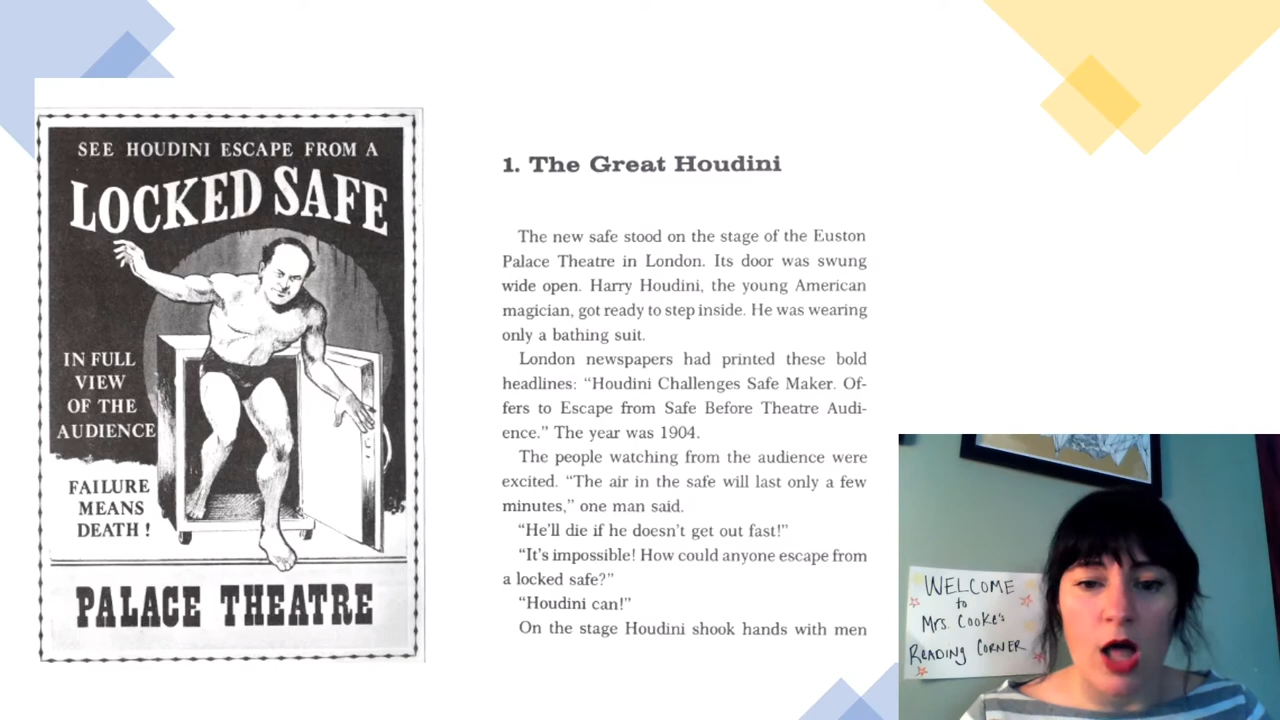 SEE HOUDINI ESCAPE FROM A
LOCKED SAFE
IN FULL
VIEW
OF THE
AUDIENCE
FAILURE
MEANS
DEATH !
PALACE THEATRE
1. The Great Houdini
The new safe stood on the stage of the Euston
Palace Theatre in London. Its door was swung
wide open. Harry Houdini, the young American
magician, got ready to step inside. He was wearing
only a bathing suit.
London newspapers had printed these bold
headlines: “Houdini Challenges Safe Maker. Of-
fers to Escape from Safe Before Theatre Audi-
ence.” The year was 1904.
The people watching from the audience were
excited. “The air in the safe will last only a few
minutes,” one man said.
“He’ll die if he doesn’t get out fast!”
“It’s impossible! How could anyone escape from
a locked safe?”
“Houdini can!”
On the stage Houdini shook hands with men
WELCOME
to
Mrs. Cooke's
READING CORNER